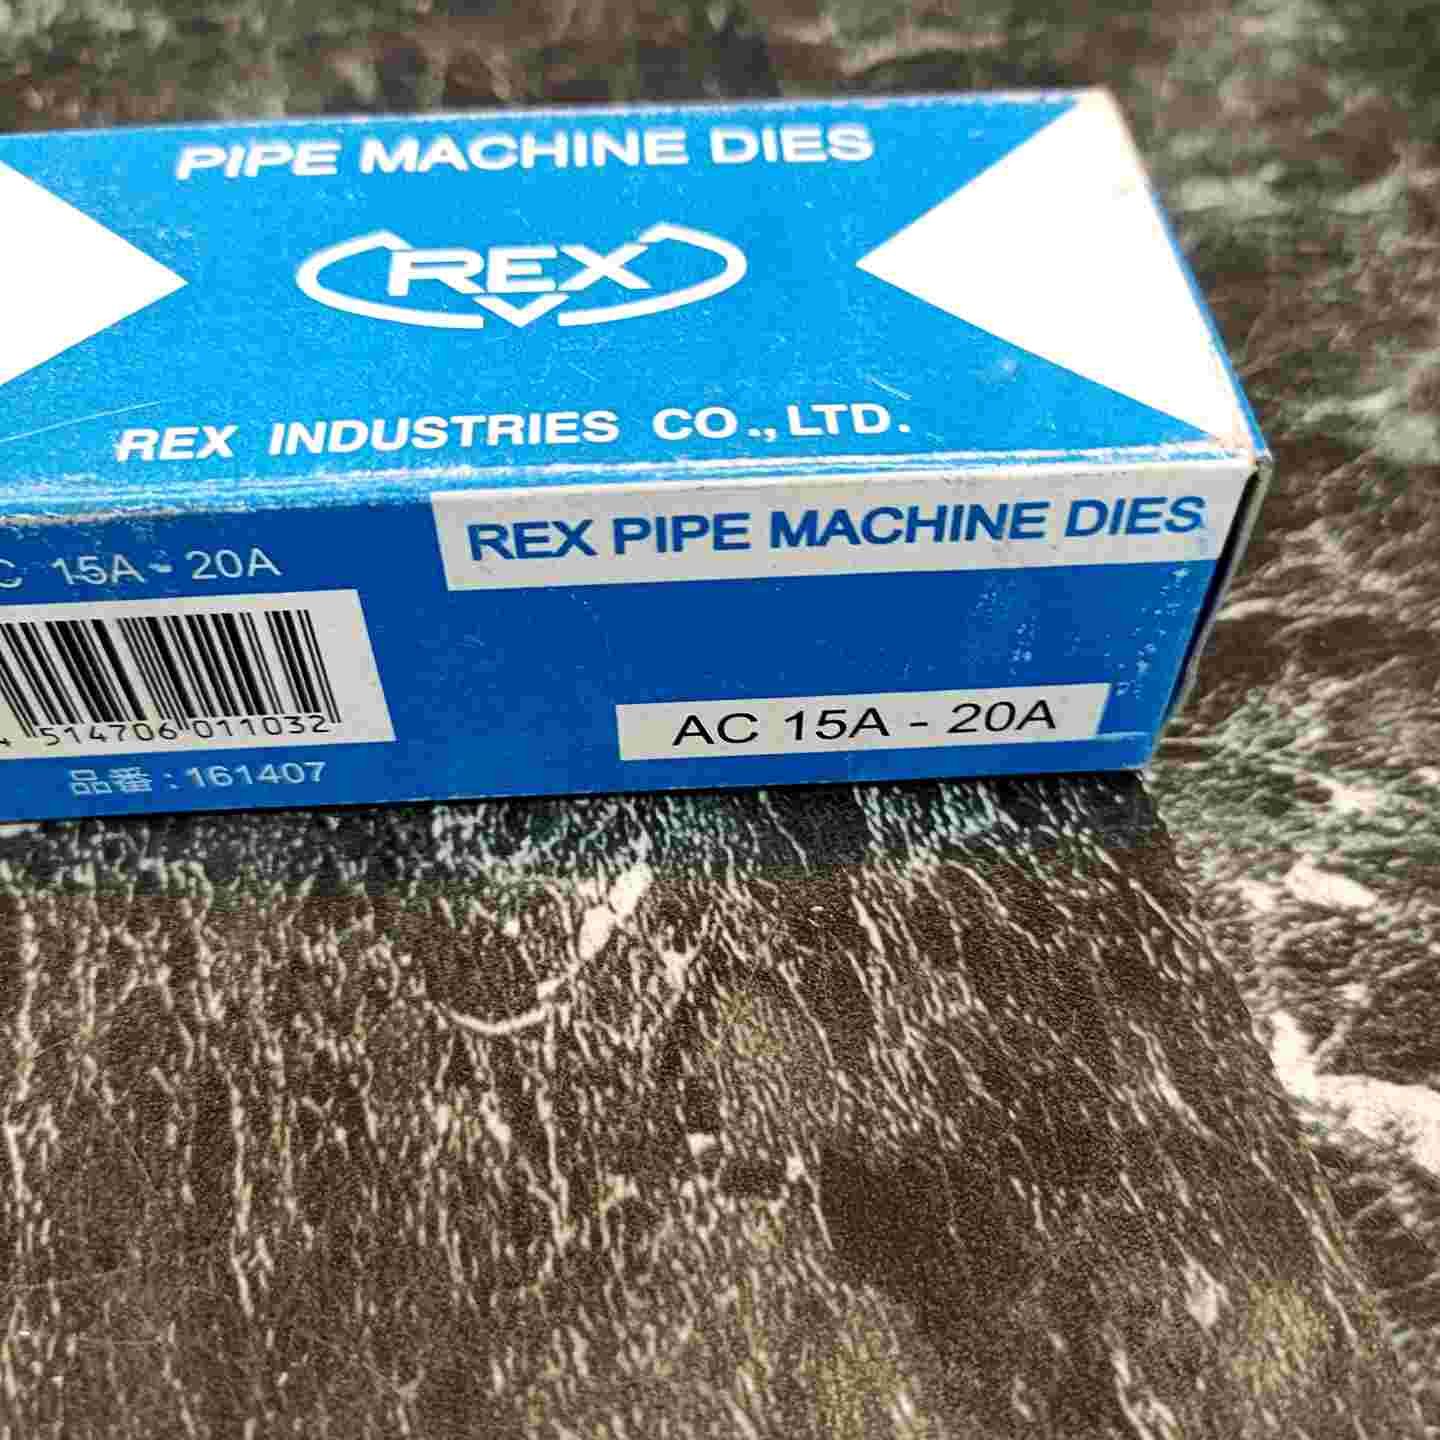 PIPE MACHINE DIES
REX
REX INDUSTRIES CO., LTD.
REX PIPE MACHINE DIES
C 15A - 20A
4 514706 011032
品番 : 161407
AC 15A - 20A